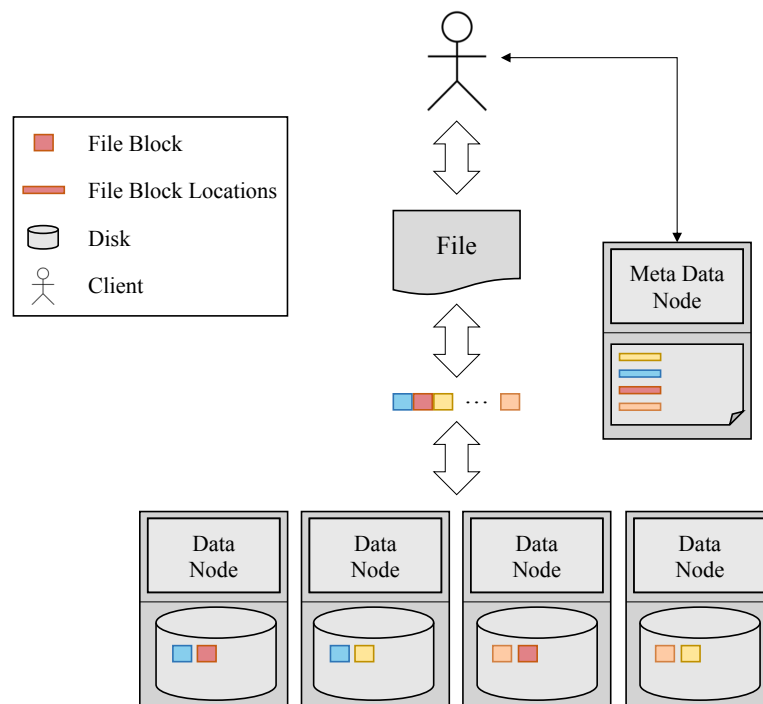 File Block
File Block Locations
Disk
Client
File
Meta Data
Node
...
Data
Node
Data
Node
Data
Node
Data
Node